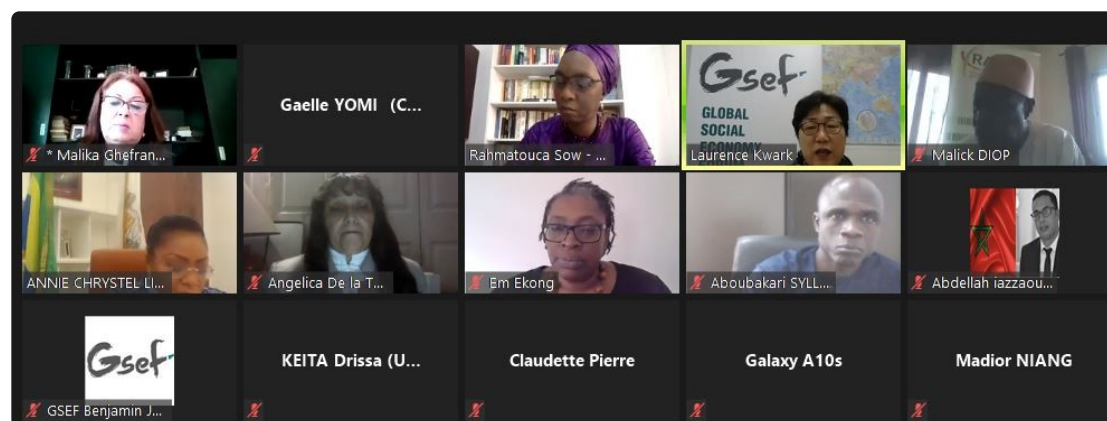 * Malika Ghefran...
Gaelle YOMI (C...
Rahmatouca Sow - ...
Gsef
GLOBAL
SOCIAL
ECONOMY
Laurence Kwark
Malick DIOP
ANNIE CHRYSTEL LI...
Angelica De la T...
Em Ekong
Aboubakari SYLL...
Abdellah iazzaou...
Gsef
GSEF Benjamin J...
KEITA Drissa (U...
Claudette Pierre
Galaxy A10s
Madior NIANG